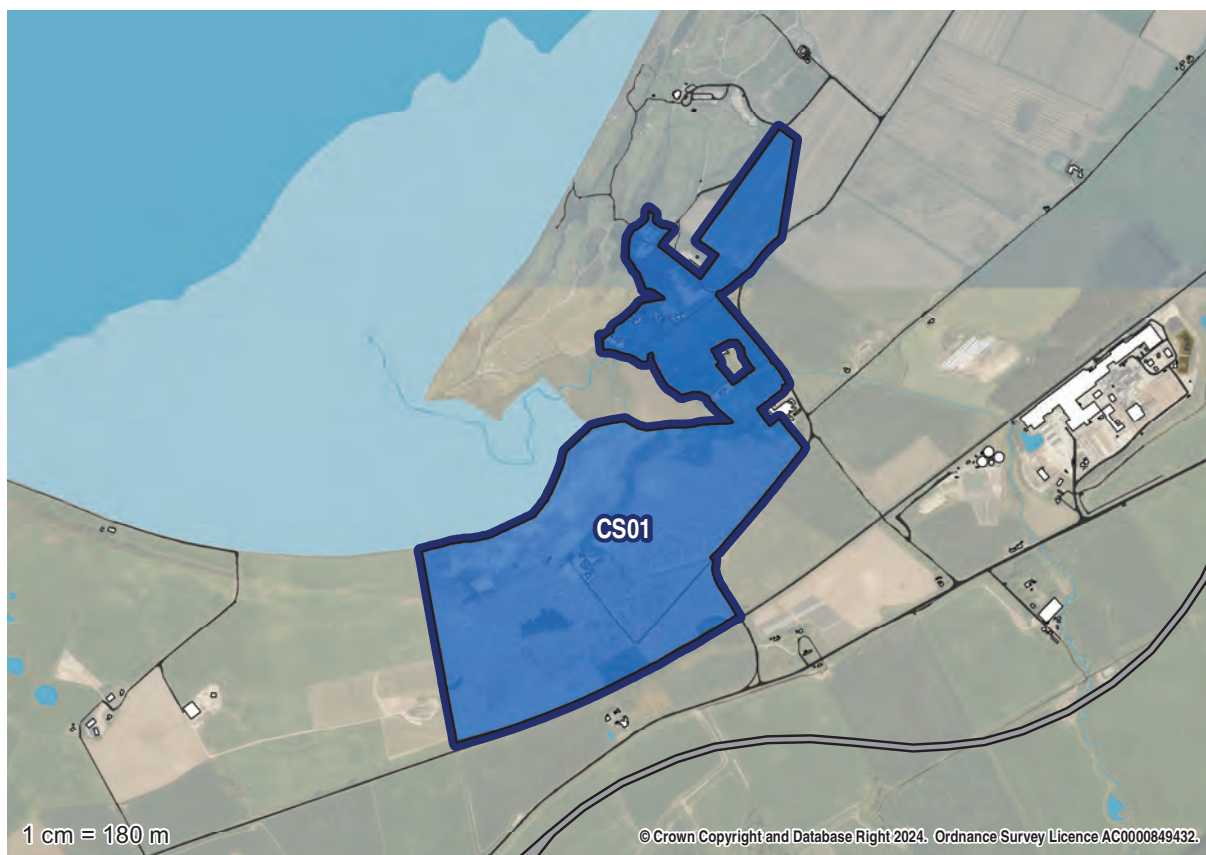 CS01
1 cm = 180 m
© Crown Copyright and Database Right 2024. Ordnance Survey Licence AC0000849432.